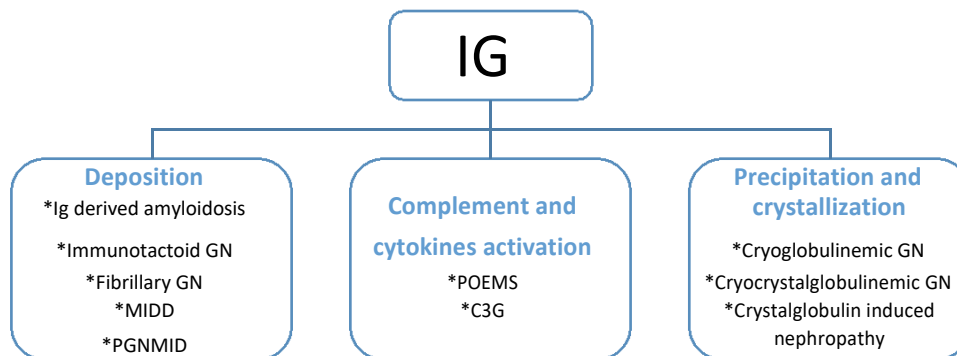 IG
Deposition
*Ig derived amyloidosis
*Immunotactoid GN
*Fibrillary GN
*MIDD
*PGNMID
Complement and
cytokines activation
*POEMS
*C3G
Precipitation and
crystallization
*Cryoglobulinemic GN
*Cryocrystalglobulinemic GN
*Crystalglobulin induced
nephropathy